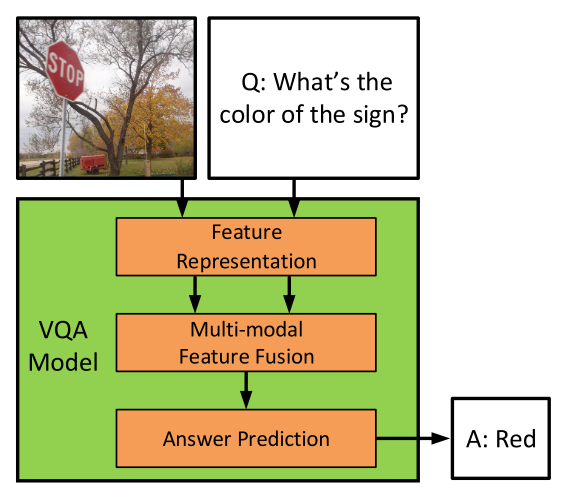 STOP
Q: What's the
color of the sign?
Feature
Representation
VQA
Model
Multi-modal
Feature Fusion
Answer Prediction
A: Red